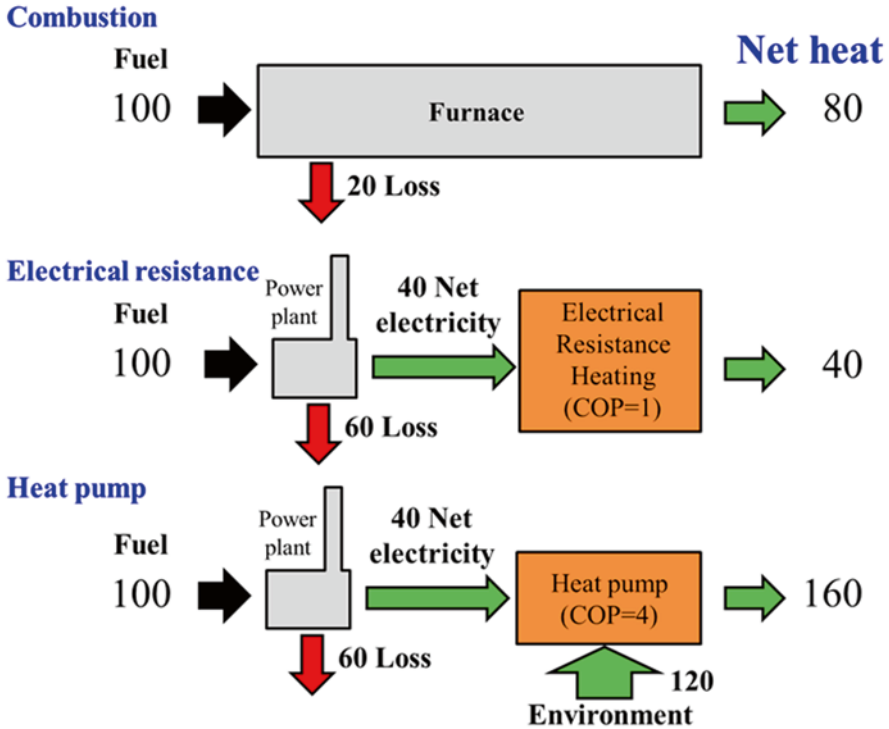 Combustion
Fuel
Net heat
100
Furnace
80
20 Loss
Electrical resistance
Power
plant
40 Net
electricity
Fuel
100
Electrical
Resistance
Heating
(COP=1)
40
60 Loss
Heat pump
Power
plant
40 Net
electricity
Fuel
100
Heat pump
(COP=4)
160
60 Loss
120
Environment